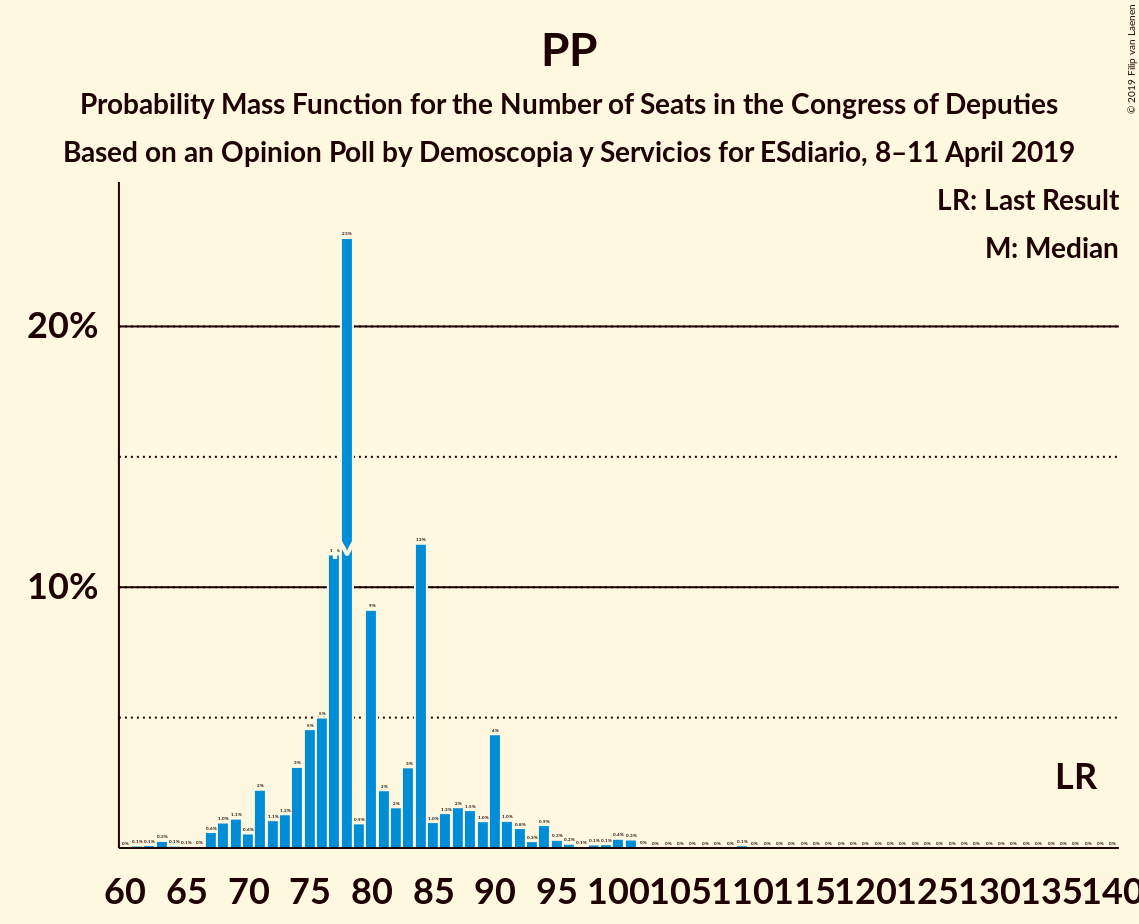 PP
Probability Mass Function for the Number of Seats in the Congress of Deputies
Based on an Opinion Poll by Demoscopia y Servicios for ESdiario, 8–11 April 2019
© 2019 Filip van Laenen
LR: Last Result
M: Median
20%
10%
M
LR
60 65 70 75 80 85 90 95 100 105 110 115 120 125 130 135 140